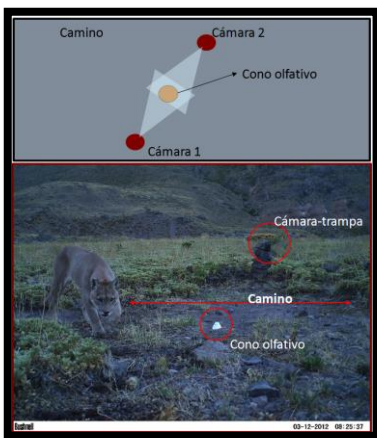 Camino
Cámara 2
Cono olfativo
Cámara 1
Cámara-trampa
Camino
Cono olfativo
Bushnell
03-12-2012 08:25:37